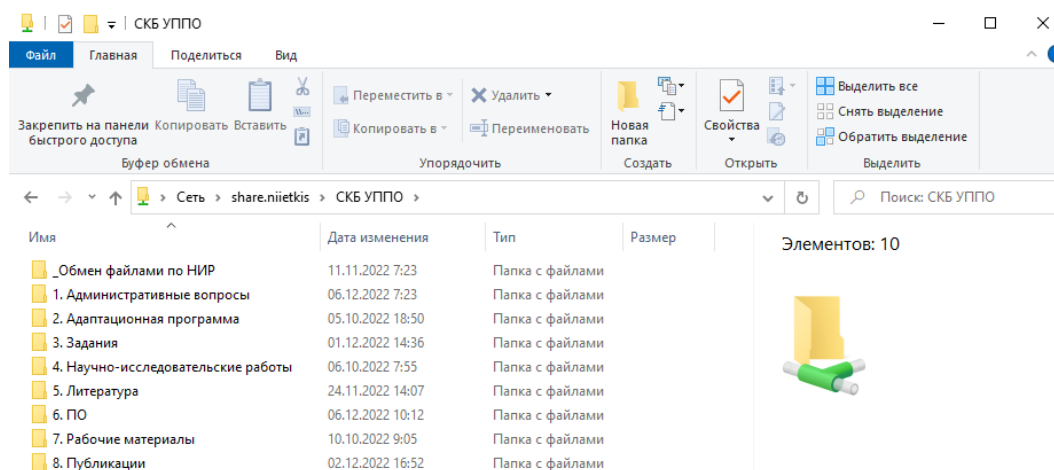 СКБ УППО
Файл Главная Поделиться Вид
Закрепить на панели быстрого доступа
Копировать
Вставить
Буфер обмена
Переместить в
Копировать в
Удалить
Переименовать
Упорядочить
Новая папка
Создать
Свойства
Открыть
Выделить все
Снять выделение
Обратить выделение
Выделить
Сеть › share.niietkis › СКБ УППО ›
Поиск: СКБ УППО
Имя Дата изменения Тип Размер
_Обмен файлами по НИР 11.11.2022 7:23 Папка с файлами
1. Административные вопросы 06.12.2022 7:23 Папка с файлами
2. Адаптационная программа 05.10.2022 18:50 Папка с файлами
3. Задания 01.12.2022 14:36 Папка с файлами
4. Научно-исследовательские работы 06.10.2022 7:55 Папка с файлами
5. Литература 24.11.2022 14:07 Папка с файлами
6. ПО 06.12.2022 10:12 Папка с файлами
7. Рабочие материалы 10.10.2022 9:05 Папка с файлами
8. Публикации 02.12.2022 16:52 Папка с файлами
Элементов: 10